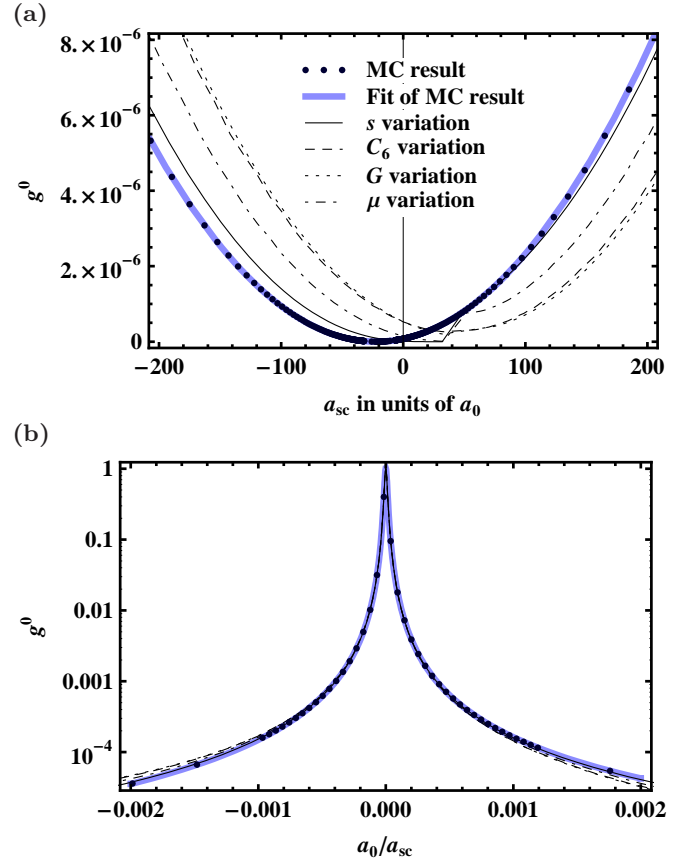 (a)
8.×10⁻⁶
6.×10⁻⁶
4.×10⁻⁶
2.×10⁻⁶
0
g⁰
MC result
Fit of MC result
s variation
C₆ variation
G variation
μ variation
−200 −100 0 100 200
a_sc in units of a₀
(b)
1
0.1
0.01
0.001
10⁻⁴
g⁰
−0.002 −0.001 0.000 0.001 0.002
a₀/a_sc